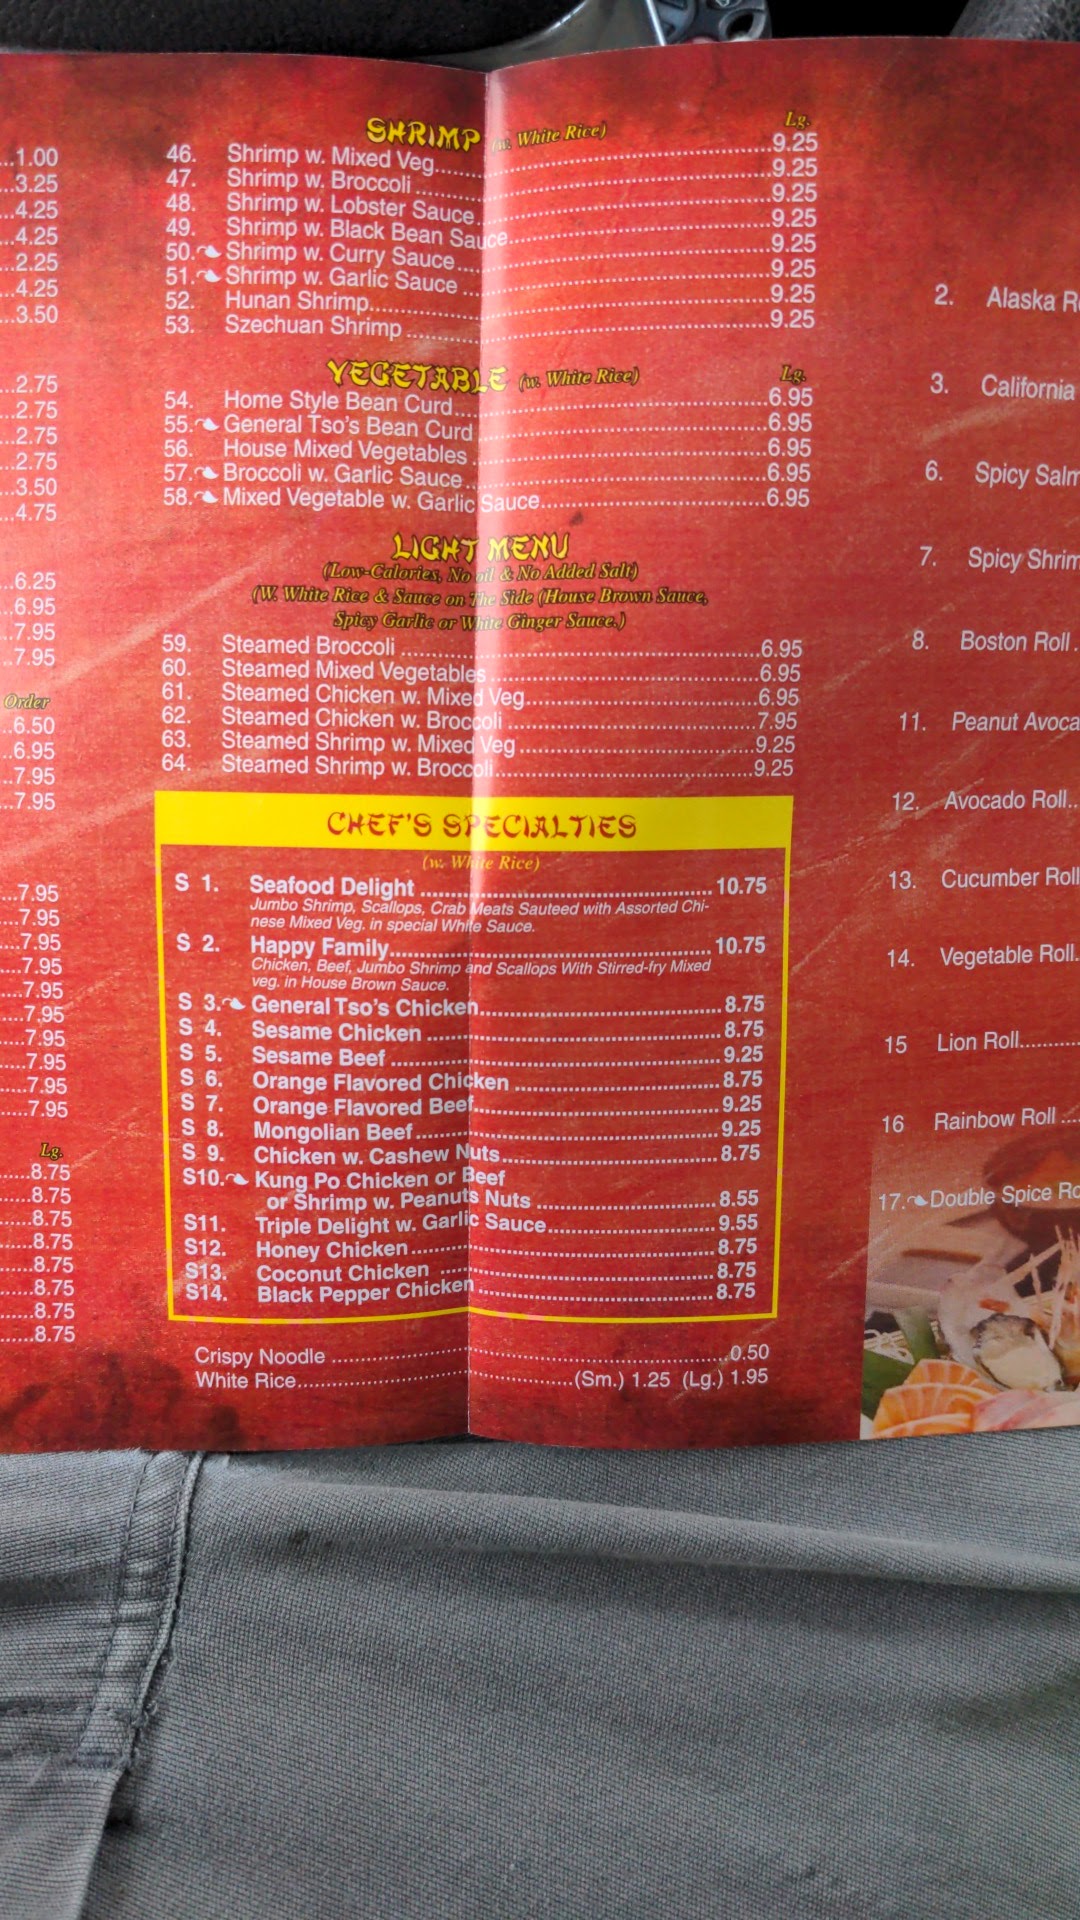 ...1.00
...3.25
...4.25
...4.25
...2.25
...4.25
...3.50
...2.75
...2.75
...2.75
...2.75
...3.50
...4.75
...6.25
...6.95
...7.95
...7.95
Order
...6.50
...6.95
...7.95
...7.95
....7.95
....7.95
....7.95
....7.95
....7.95
....7.95
....7.95
....7.95
....7.95
....7.95
Lg.
.....8.75
.....8.75
.....8.75
.....8.75
.....8.75
.....8.75
.....8.75
.....8.75
SHRIMP (w. White Rice) Lg.
46. Shrimp w. Mixed Veg....9.25
47. Shrimp w. Broccoli ....9.25
48. Shrimp w. Lobster Sauce....9.25
49. Shrimp w. Black Bean Sauce....9.25
50. Shrimp w. Curry Sauce....9.25
51. Shrimp w. Garlic Sauce ....9.25
52. Hunan Shrimp....9.25
53. Szechuan Shrimp ....9.25
VEGETABLE (w. White Rice) Lg.
54. Home Style Bean Curd....6.95
55. General Tso's Bean Curd ....6.95
56. House Mixed Vegetables ....6.95
57. Broccoli w. Garlic Sauce....6.95
58. Mixed Vegetable w. Garlic Sauce....6.95
LIGHT MENU
(Low-Calories, No oil & No Added Salt)
(W. White Rice & Sauce on The Side (House Brown Sauce,
Spicy Garlic or White Ginger Sauce.)
59. Steamed Broccoli ....6.95
60. Steamed Mixed Vegetables ....6.95
61. Steamed Chicken w. Mixed Veg....6.95
62. Steamed Chicken w. Broccoli ....7.95
63. Steamed Shrimp w. Mixed Veg ....9.25
64. Steamed Shrimp w. Broccoli....9.25
CHEF'S SPECIALTIES
(w. White Rice)
S 1. Seafood Delight ....10.75
Jumbo Shrimp, Scallops, Crab Meats Sauteed with Assorted Chi-
nese Mixed Veg. in special White Sauce.
S 2. Happy Family....10.75
Chicken, Beef, Jumbo Shrimp and Scallops With Stirred-fry Mixed
veg. in House Brown Sauce.
S 3. General Tso's Chicken....8.75
S 4. Sesame Chicken ....8.75
S 5. Sesame Beef ....9.25
S 6. Orange Flavored Chicken ....8.75
S 7. Orange Flavored Beef....9.25
S 8. Mongolian Beef....9.25
S 9. Chicken w. Cashew Nuts....8.75
S10. Kung Po Chicken or Beef
or Shrimp w. Peanuts Nuts ....8.55
S11. Triple Delight w. Garlic Sauce....9.55
S12. Honey Chicken....8.75
S13. Coconut Chicken ....8.75
S14. Black Pepper Chicken....8.75
Crispy Noodle ....0.50
White Rice....(Sm.) 1.25 (Lg.) 1.95
2. Alaska
3. California
6. Spicy
7. Spicy
8. Boston Roll .
11. Peanut
12. Avocado Roll..
13. Cucumber Roll
14. Vegetable Roll.
15 Lion Roll...........
16 Rainbow Roll ....
17. Double Spice